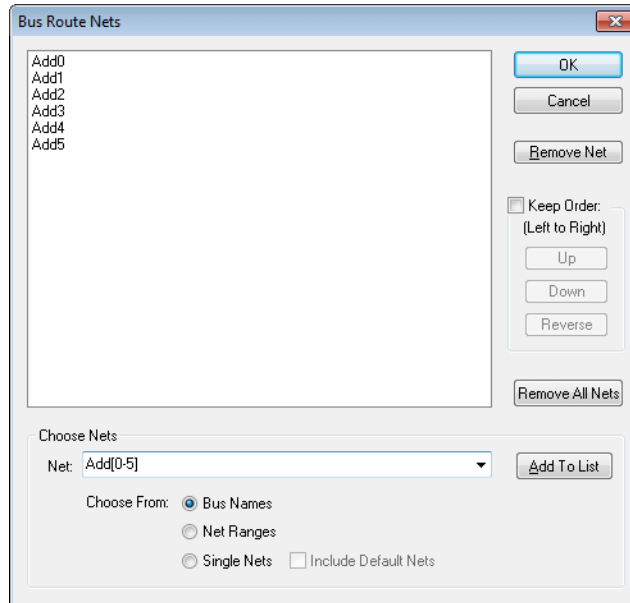 Bus Route Nets
Add0
Add1
Add2
Add3
Add4
Add5
OK
Cancel
Remove Net
Keep Order:
(Left to Right)
Up
Down
Reverse
Remove All Nets
Choose Nets
Net: Add[0-5] Add To List
Choose From: Bus Names
Net Ranges
Single Nets Include Default Nets